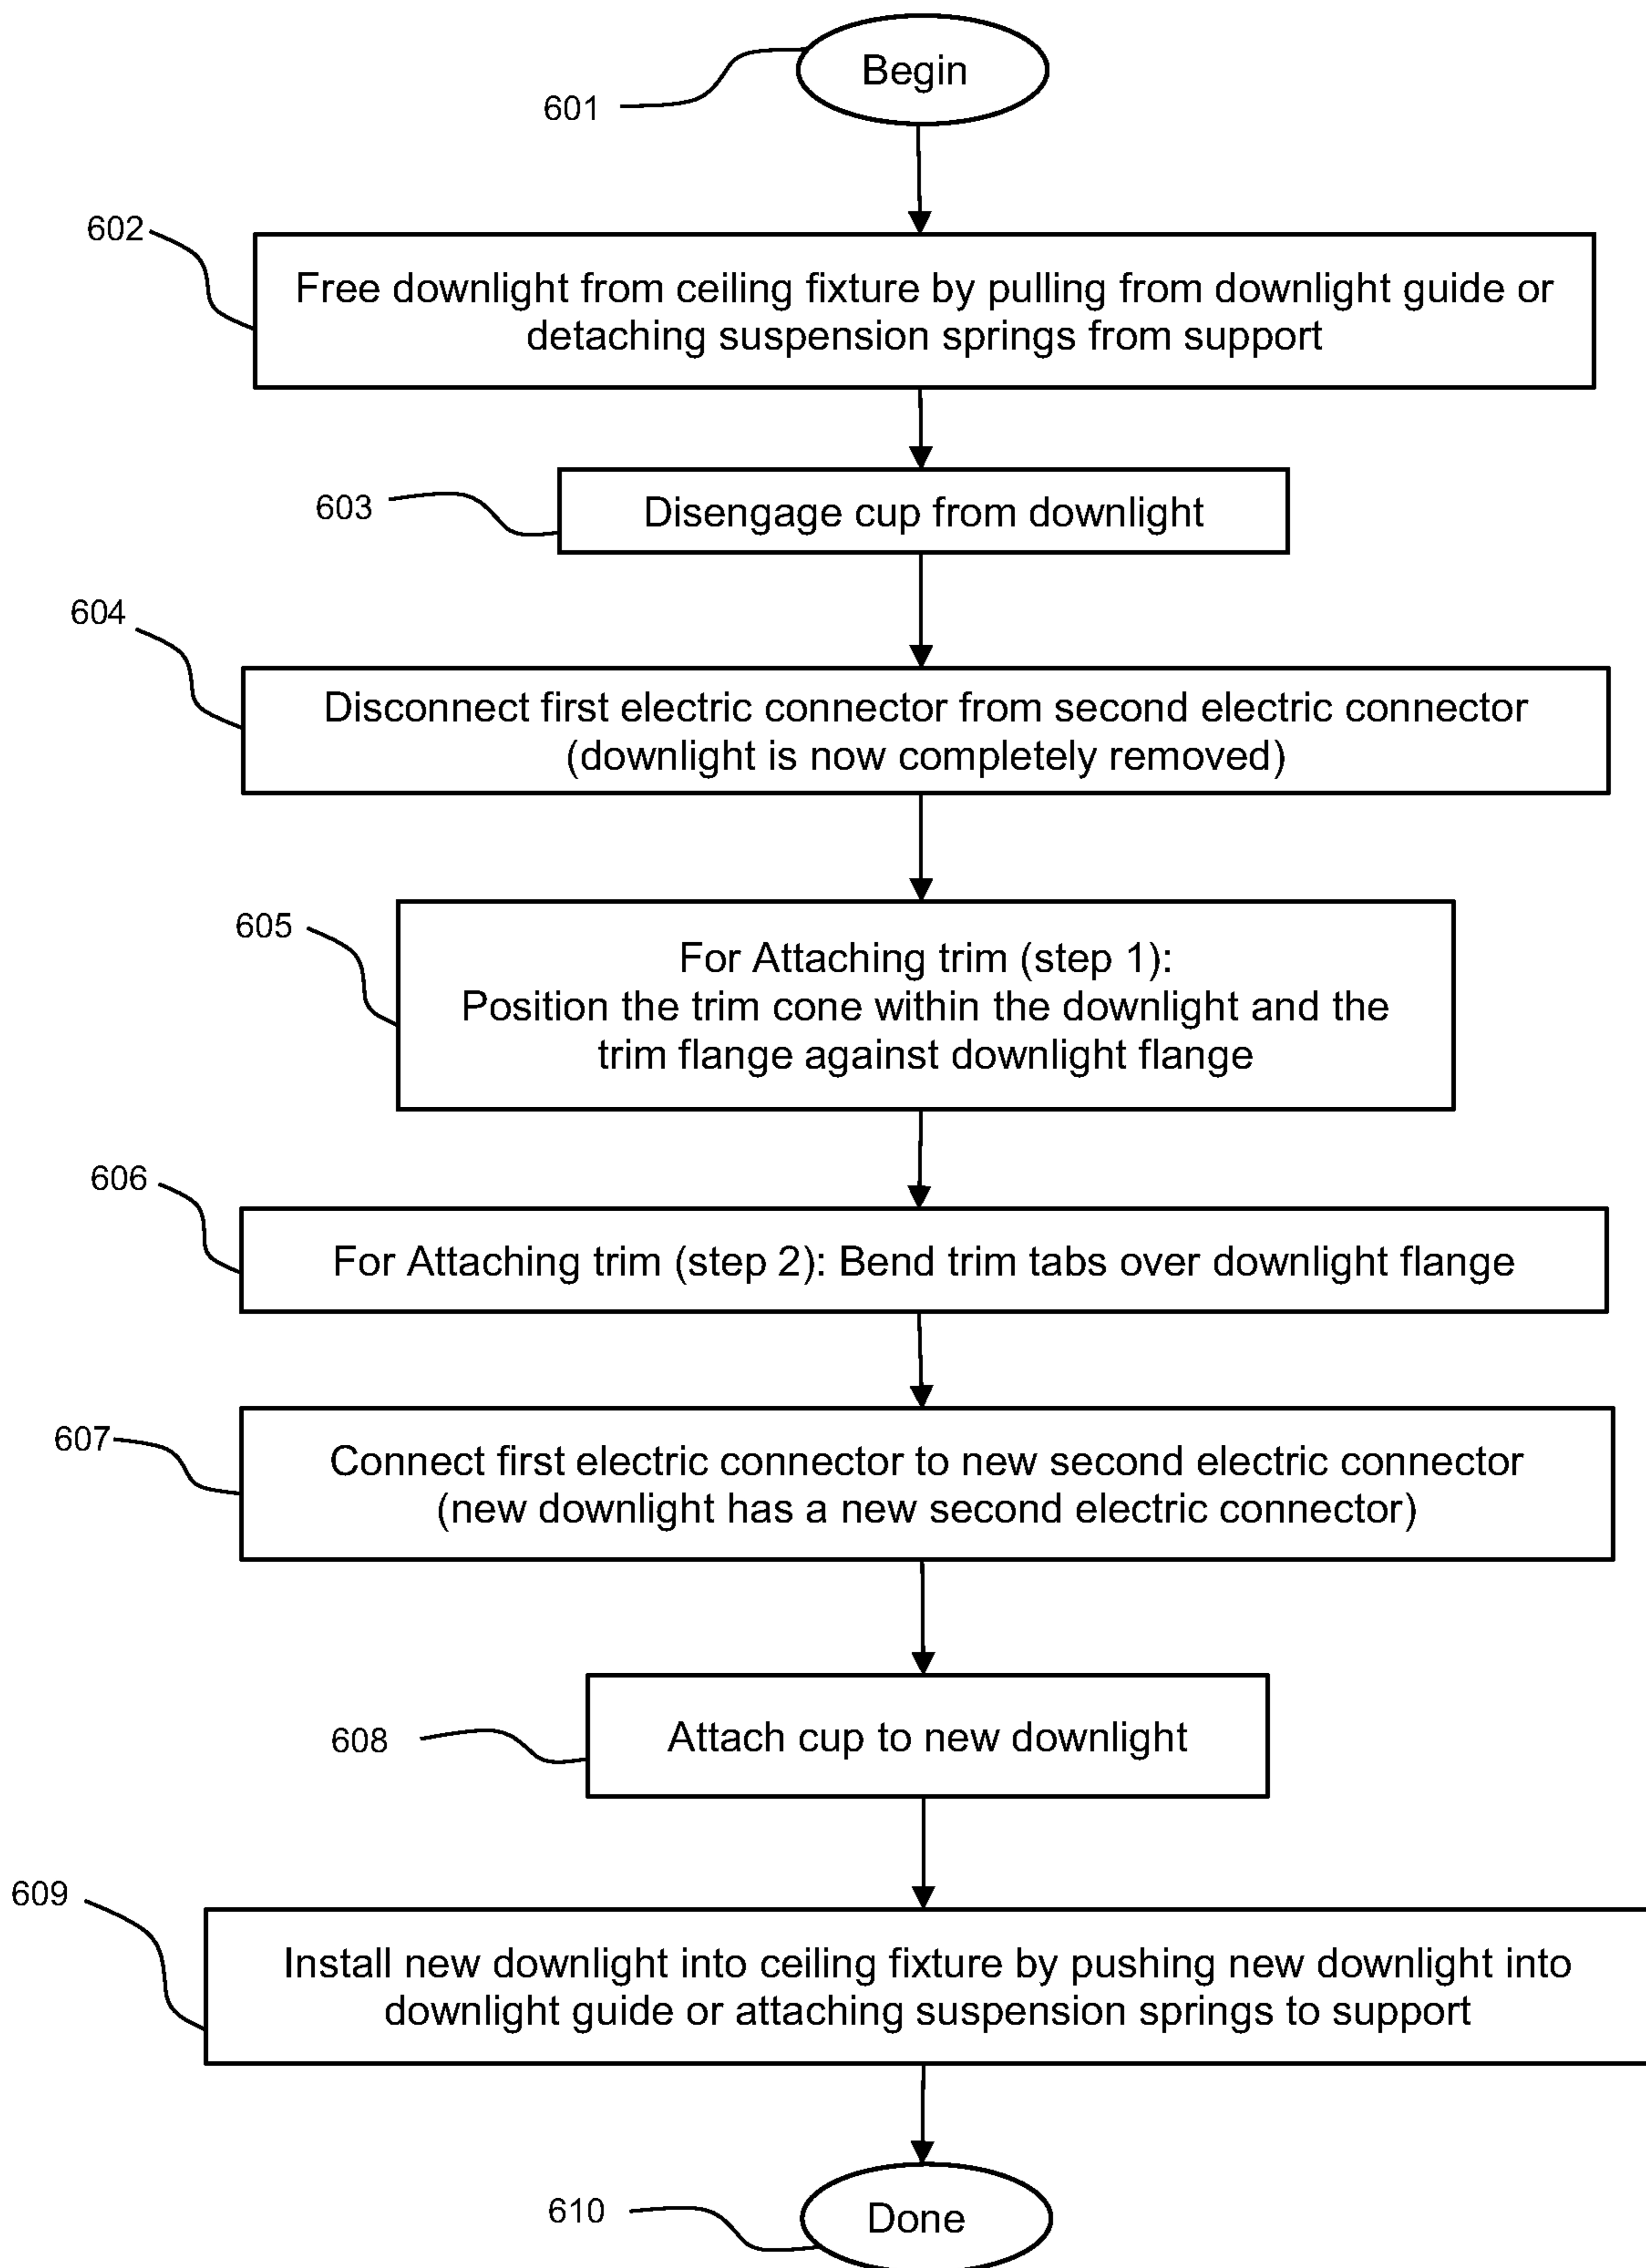 Begin
601
602
Free downlight from ceiling fixture by pulling from downlight guide or
detaching suspension springs from support
603
Disengage cup from downlight
604
Disconnect first electric connector from second electric connector
(downlight is now completely removed)
605
For Attaching trim (step 1):
Position the trim cone within the downlight and the
trim flange against downlight flange
606
For Attaching trim (step 2): Bend trim tabs over downlight flange
607
Connect first electric connector to new second electric connector
(new downlight has a new second electric connector)
608
Attach cup to new downlight
609
Install new downlight into ceiling fixture by pushing new downlight into
downlight guide or attaching suspension springs to support
610
Done